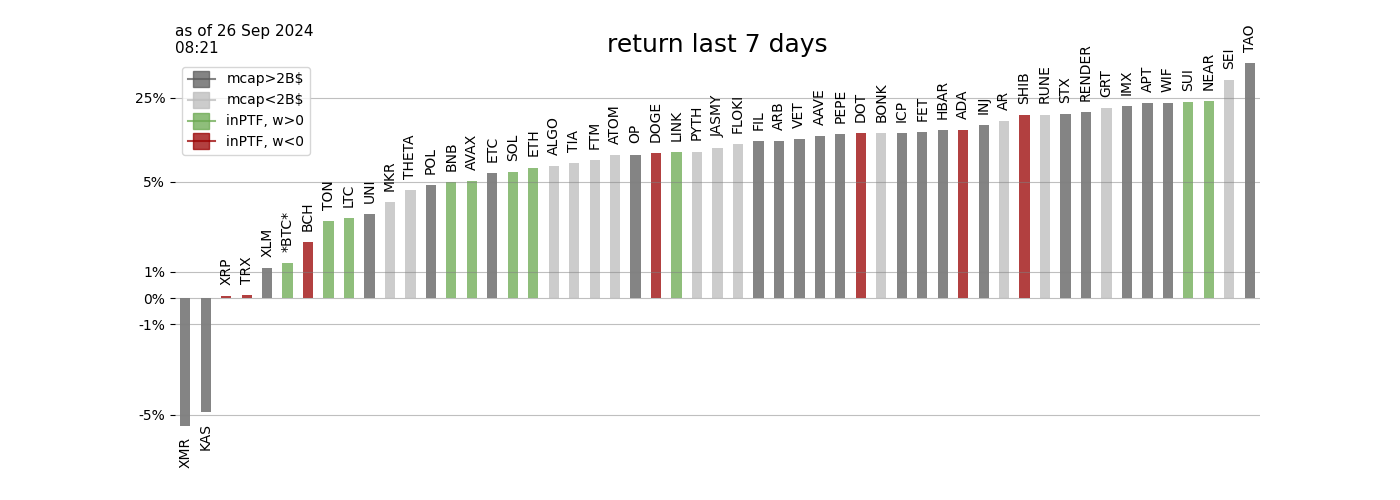 as of 26 Sep 2024
08:21
return last 7 days
mcap>2B$
mcap<2B$
inPTF, w>0
inPTF, w<0
25%
5%
1%
0%
-1%
-5%
XMR
KAS
XRP
TRX
XLM
*BTC*
BCH
TON
LTC
UNI
MKR
THETA
POL
BNB
AVAX
ETC
SOL
ETH
ALGO
TIA
FTM
ATOM
OP
DOGE
LINK
PYTH
JASMY
FLOKI
FIL
ARB
VET
AAVE
PEPE
DOT
BONK
ICP
FET
HBAR
ADA
INJ
AR
SHIB
RUNE
STX
RENDER
GRT
IMX
APT
WIF
SUI
NEAR
SEI
TAO